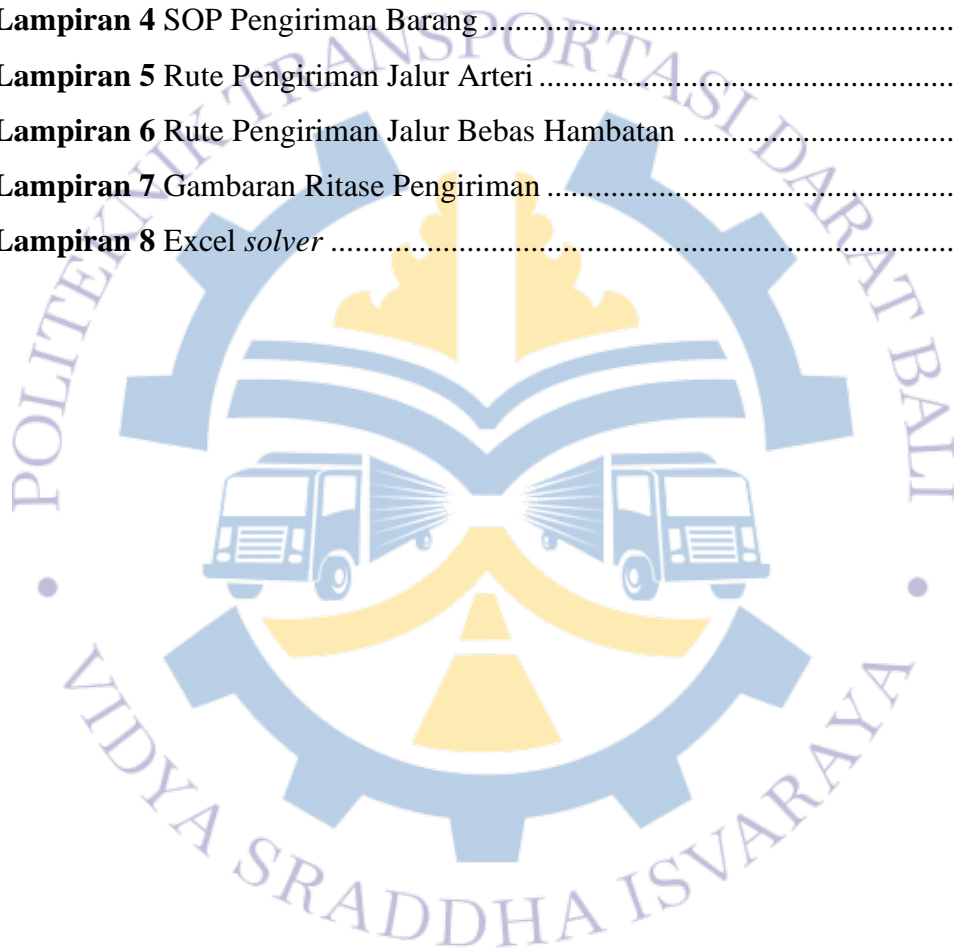 Lampiran 4 SOP Pengiriman Barang ........................................................
Lampiran 5 Rute Pengiriman Jalur Arteri ................................................
Lampiran 6 Rute Pengiriman Jalur Bebas Hambatan ................................
Lampiran 7 Gambaran Ritase Pengiriman ...............................................
Lampiran 8 Excel solver ..........................................................................
POLITEKNIK TRANSPORTASI DARAT BALI
• VIDYA SRADDHA ISVARAYA •